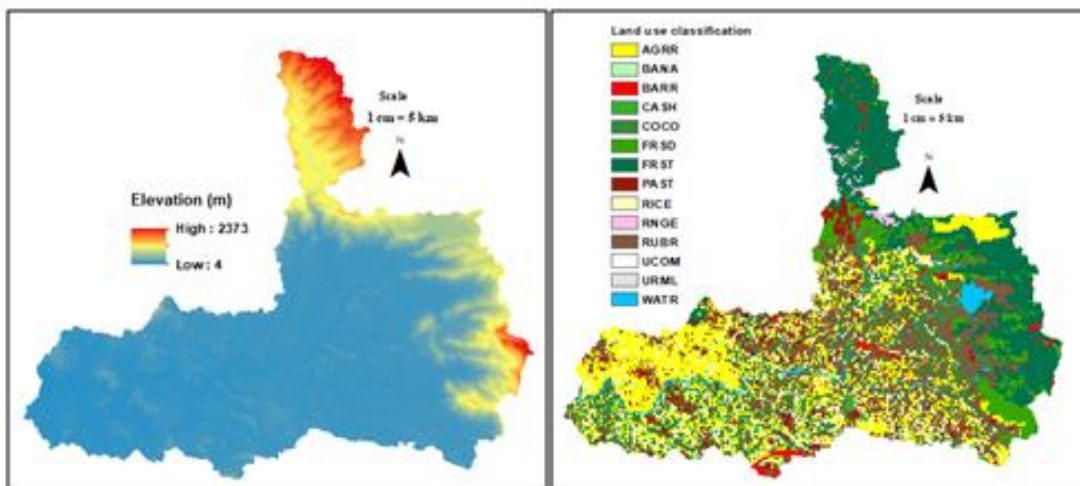 Elevation (m)
High : 2373
Low : 4
Scale
1 cm = 5 km
N
Land use classification
AGRR
BANA
BARR
CASH
COCO
FRSD
FRST
PAST
RICE
RNGE
RUBR
UCOM
URML
WATR
Scale
1 cm = 5 km
N